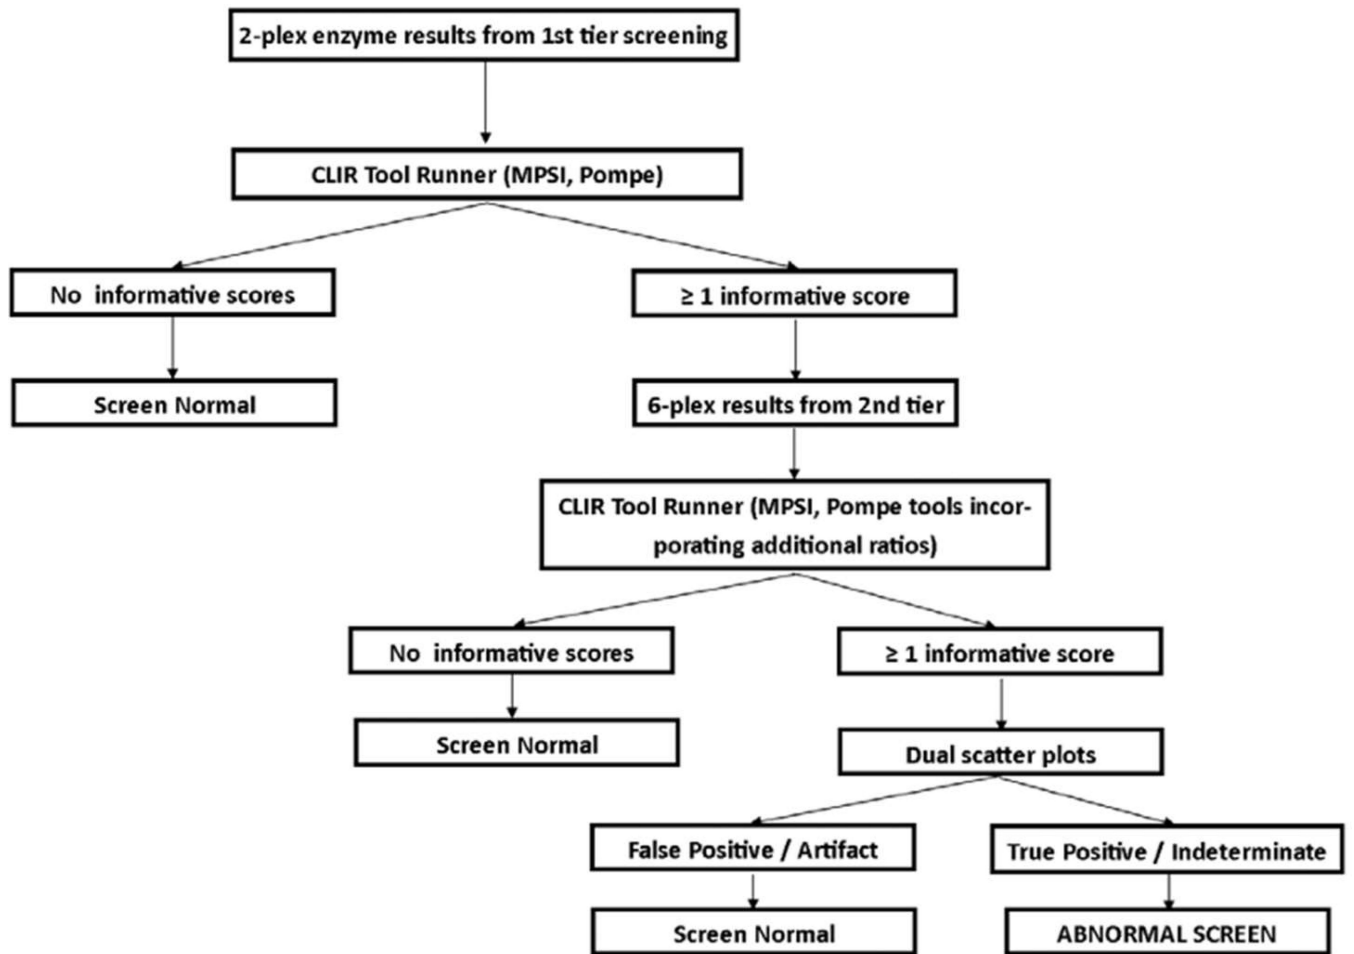 2-plex enzyme results from 1st tier screening
CLIR Tool Runner (MPSI, Pompe)
No informative scores
≥ 1 informative score
Screen Normal
6-plex results from 2nd tier
CLIR Tool Runner (MPSI, Pompe tools incor-
porating additional ratios)
No informative scores
≥ 1 informative score
Screen Normal
Dual scatter plots
False Positive / Artifact
True Positive / Indeterminate
Screen Normal
ABNORMAL SCREEN